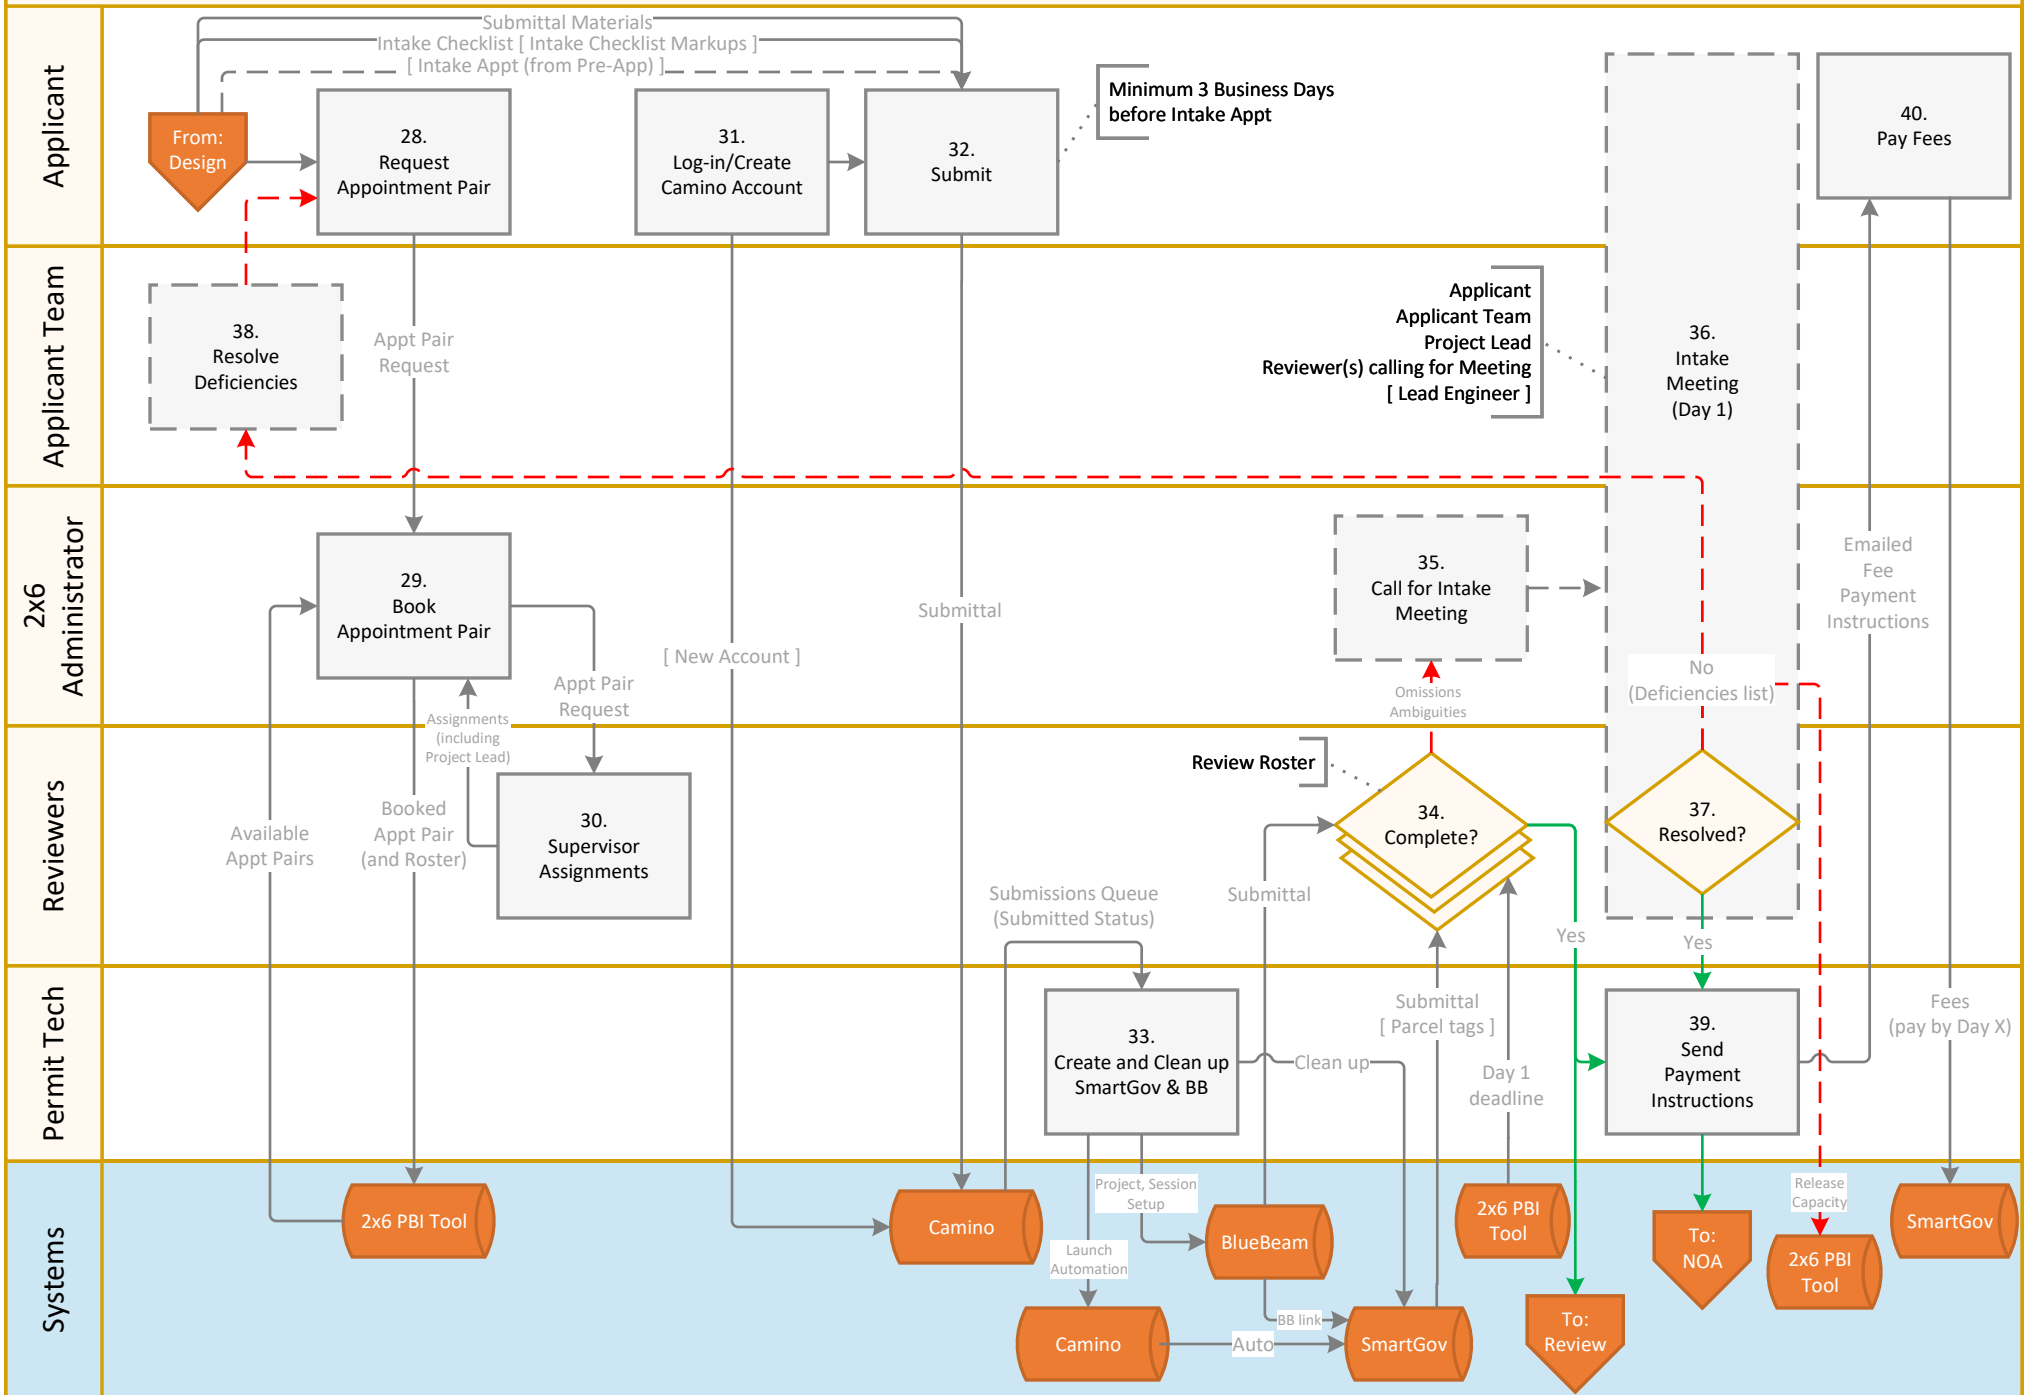 Applicant
Submittal Materials
Intake Checklist [ Intake Checklist Markups ]
[ Intake Appt (from Pre-App) ]
From:
Design
28.
Request
Appointment Pair
31.
Log-in/Create
Camino Account
32.
Submit
Minimum 3 Business Days
before Intake Appt
40.
Pay Fees
Applicant Team
38.
Resolve
Deficiencies
Appt Pair
Request
Applicant
Applicant Team
Project Lead
Reviewer(s) calling for Meeting
[ Lead Engineer ]
36.
Intake
Meeting
(Day 1)
2x6
Administrator
29.
Book
Appointment Pair
Appt Pair
Request
Assignments
(including
Project Lead)
[ New Account ]
Submittal
35.
Call for Intake
Meeting
Omissions
Ambiguities
No
(Deficiencies list)
Emailed
Fee
Payment
Instructions
Reviewers
Available
Appt Pairs
Booked
Appt Pair
(and Roster)
30.
Supervisor
Assignments
Submissions Queue
(Submitted Status)
Submittal
Review Roster
34.
Complete?
37.
Resolved?
Yes
Yes
Permit Tech
33.
Create and Clean up
SmartGov & BB
Clean up
Submittal
[ Parcel tags ]
Day 1
deadline
39.
Send
Payment
Instructions
Fees
(pay by Day X)
Systems
2x6 PBI Tool
Camino
Project, Session
Setup
Launch
Automation
BlueBeam
BB link
Camino
Auto
SmartGov
2x6 PBI
Tool
To:
Review
To:
NOA
Release
Capacity
2x6 PBI
Tool
SmartGov